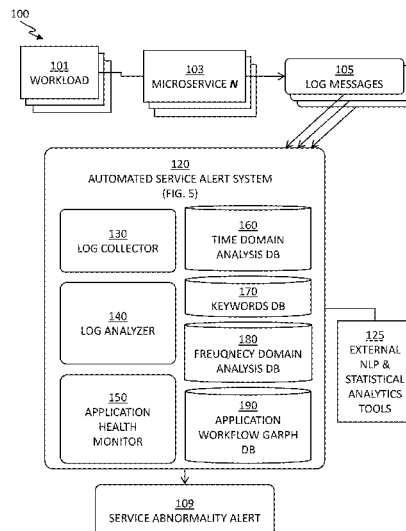 100
101
WORKLOAD
103
MICROSERVICE N
105
LOG MESSAGES
120
AUTOMATED SERVICE ALERT SYSTEM
(FIG. 5)
130
LOG COLLECTOR
160
TIME DOMAIN
ANALYSIS DB
170
KEYWORDS DB
140
LOG ANALYZER
180
FREUQNECY DOMAIN
ANALYSIS DB
150
APPLICATION
HEALTH
MONITOR
190
APPLICATION
WORKFLOW GARPH
DB
125
EXTERNAL
NLP &
STATISTICAL
ANALYTICS
TOOLS
109
SERVICE ABNORMALITY ALERT